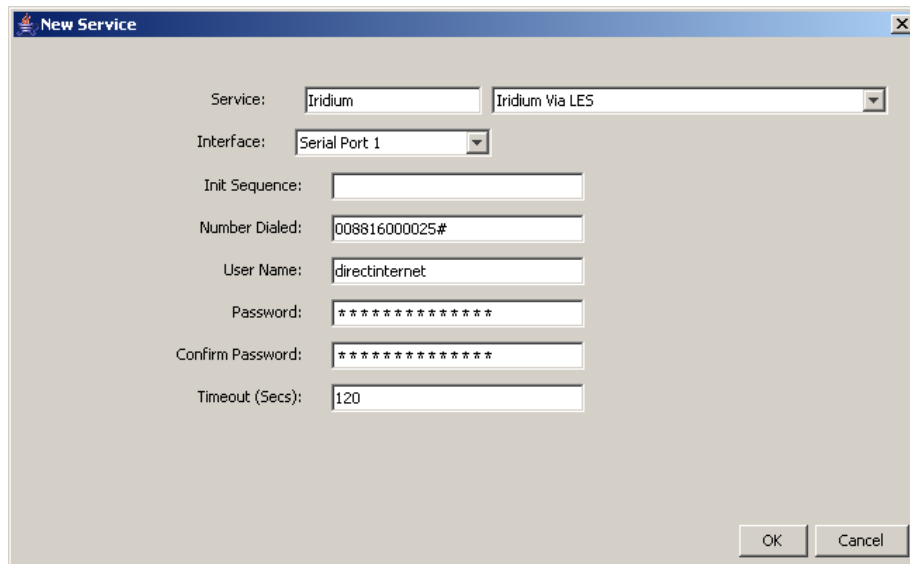 New Service
Service: Iridium Iridium Via LES
Interface: Serial Port 1
Init Sequence:
Number Dialed: 008816000025#
User Name: directinternet
Password: **************
Confirm Password: **************
Timeout (Secs): 120
OK Cancel